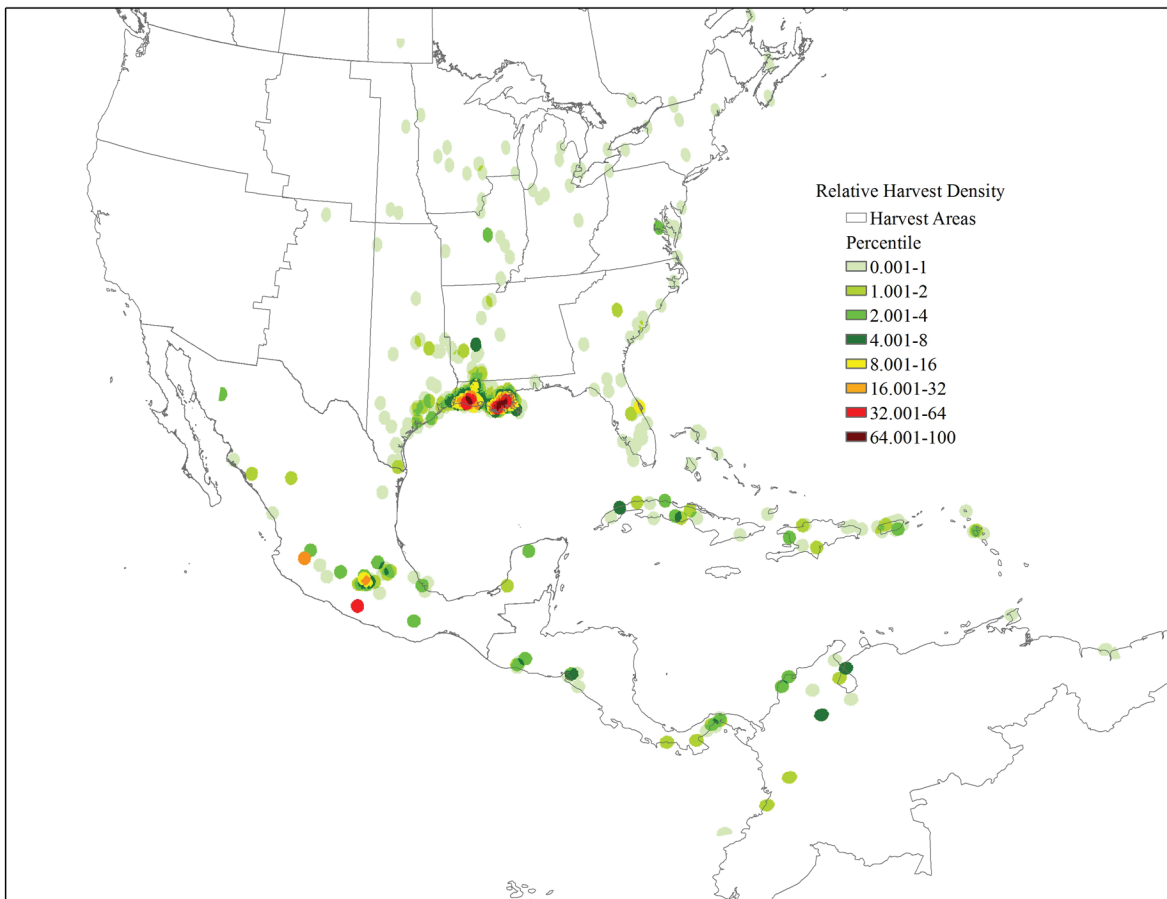 Relative Harvest Density
Harvest Areas
Percentile
0.001-1
1.001-2
2.001-4
4.001-8
8.001-16
16.001-32
32.001-64
64.001-100